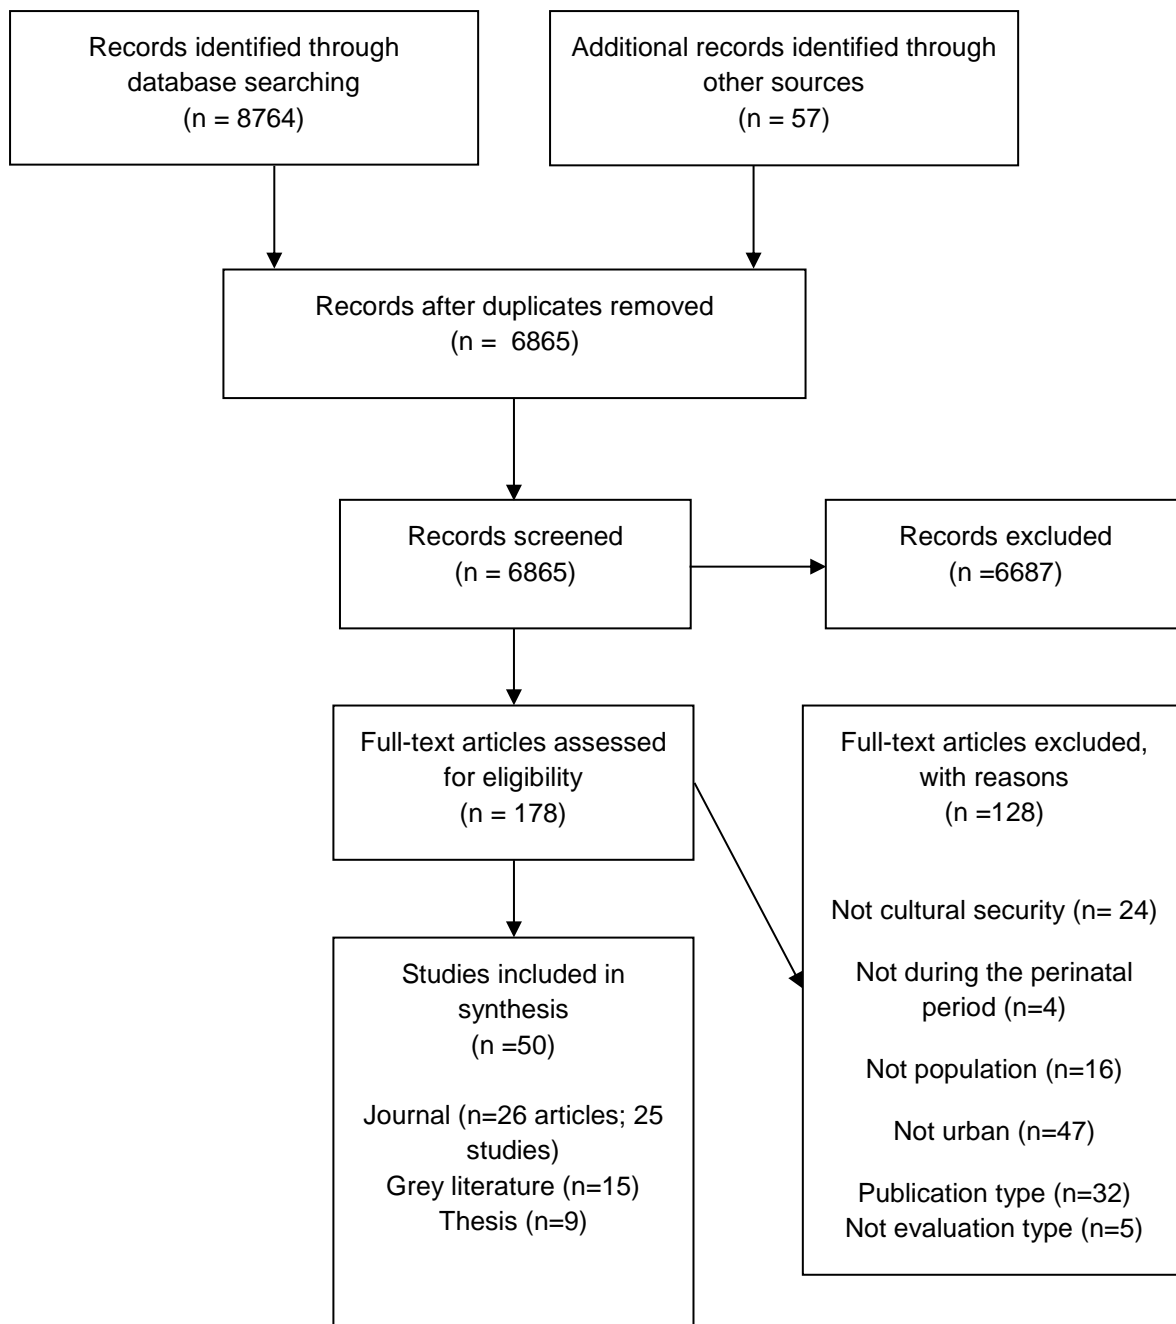 Records identified through
database searching
(n = 8764)
Additional records identified through
other sources
(n = 57)
Records after duplicates removed
(n =  6865)
Records screened
(n = 6865)
Records excluded
(n =6687)
Full-text articles assessed
for eligibility
(n = 178)
Full-text articles excluded,
with reasons
(n =128)
Not cultural security (n= 24)
Not during the perinatal
period (n=4)
Not population (n=16)
Not urban (n=47)
Publication type (n=32)
Not evaluation type (n=5)
Studies included in
synthesis
(n =50)
Journal (n=26 articles; 25
studies)
Grey literature (n=15)
Thesis (n=9)